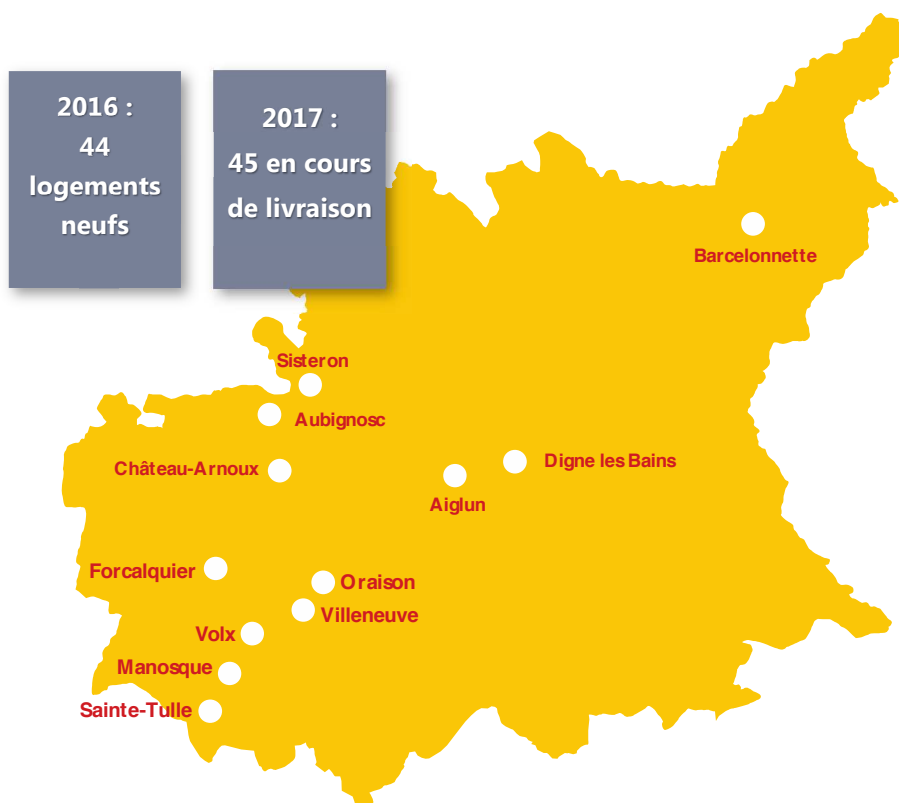 2016 :
44
logements
neufs
2017 :
45 en cours
de livraison
Barcelonnette
Sisteron
Aubignosc
Château-Arnoux
Digne les Bains
Aiglun
Forcalquier
Oraison
Villeneuve
Volx
Manosque
Sainte-Tulle